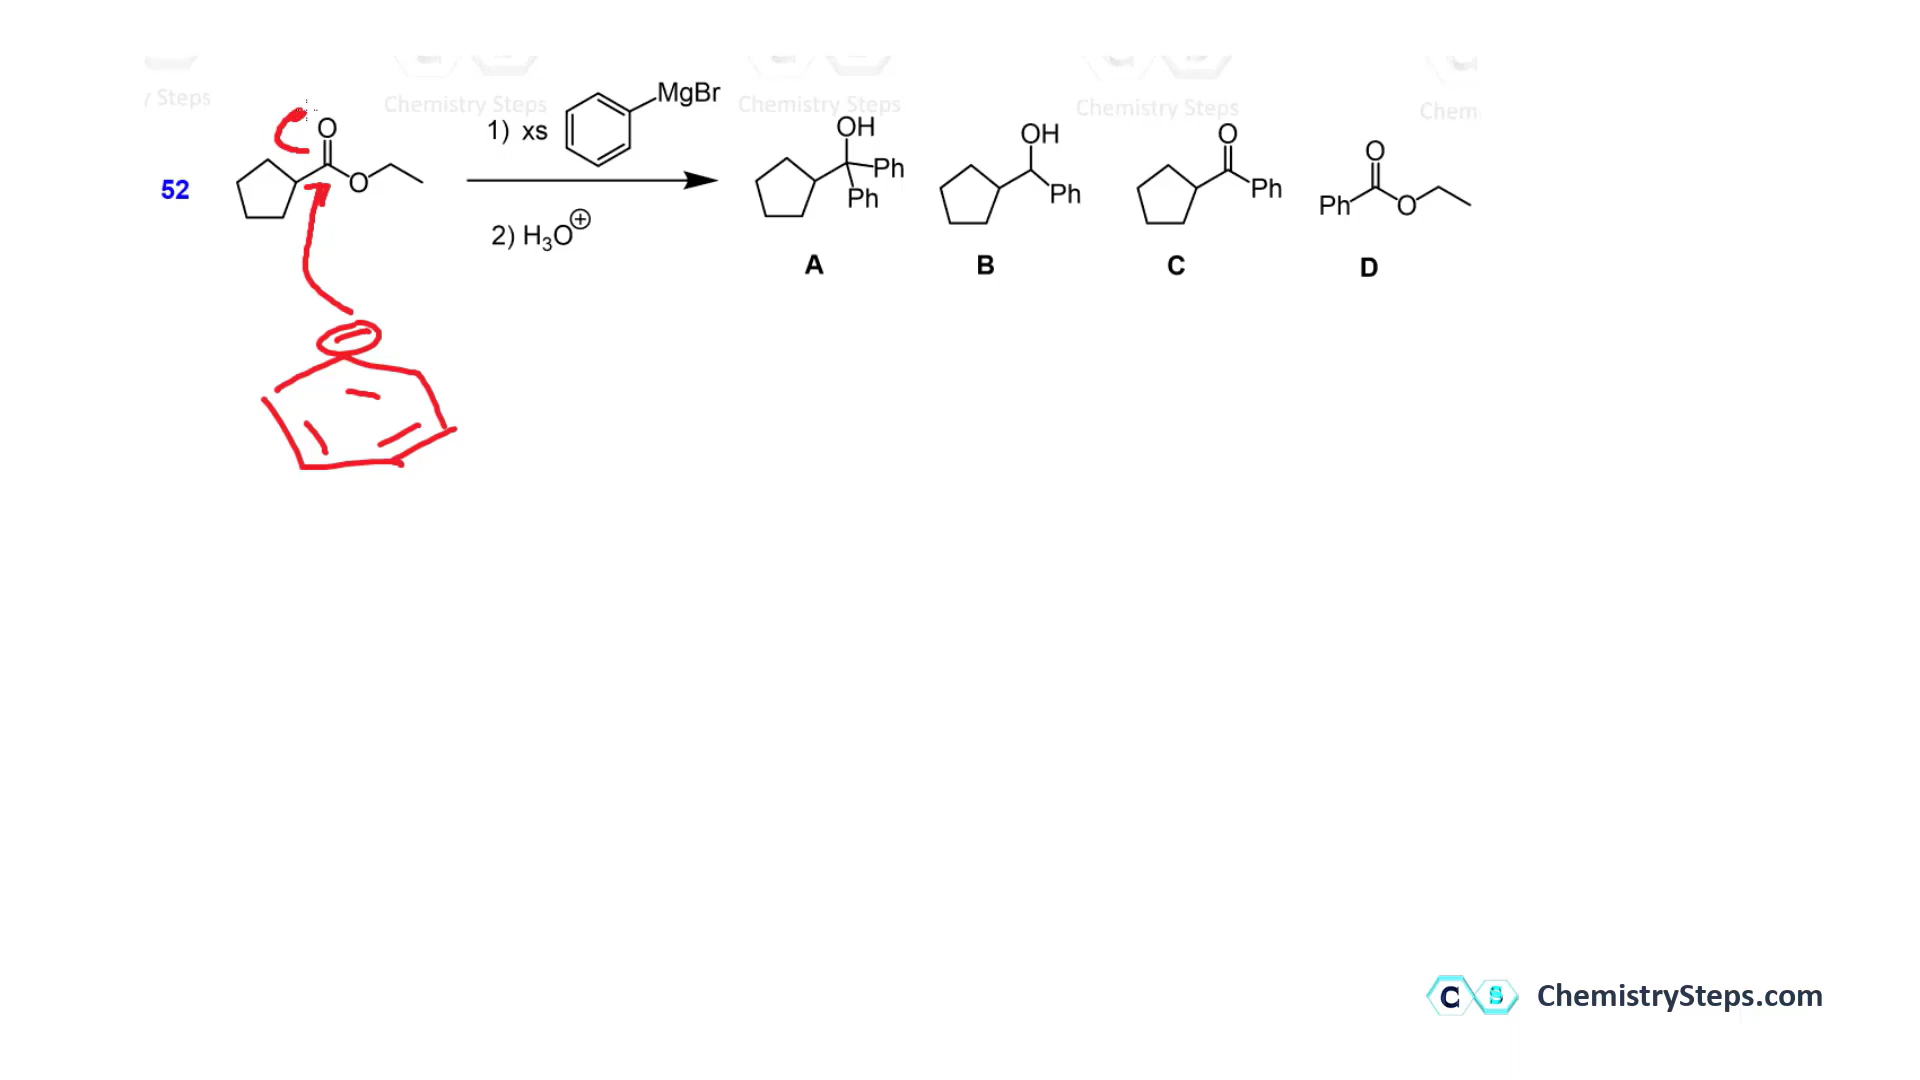 / Steps
Chemistry Steps
Chemistry Steps
Chemistry Steps
Chem
52
O
O
1) xs
MgBr
2) H₃O⊕
OH
Ph
Ph
A
OH
Ph
B
O
Ph
C
O
Ph
O
D
C S ChemistrySteps.com